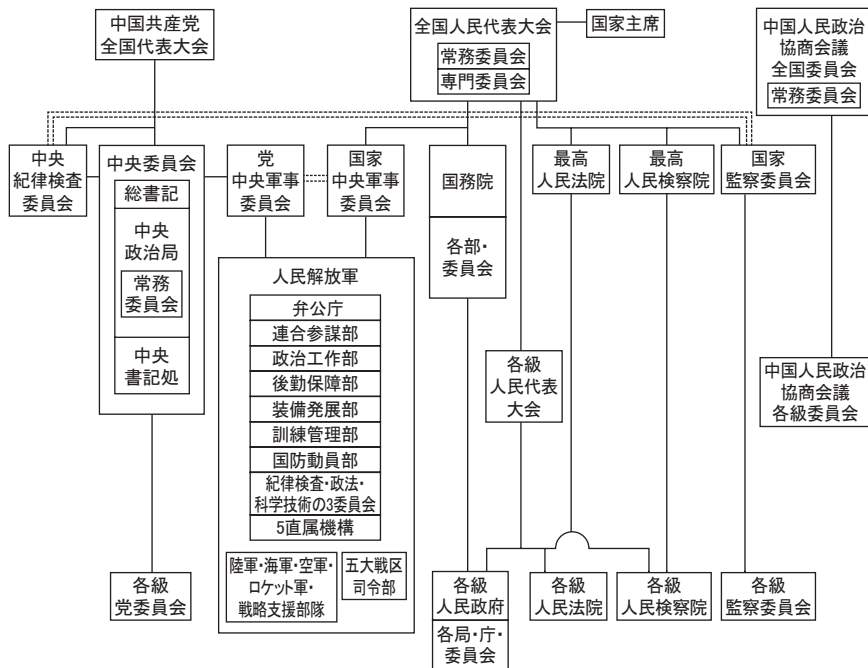 中国共産党
全国代表大会
全国人民代表大会
常務委員会
専門委員会
国家主席
中国人民政治
協商会議
全国委員会
常務委員会
中央
紀律検査
委員会
中央委員会
総書記
中央
政治局
常務
委員会
中央
書記処
党
中央軍事
委員会
国家
中央軍事
委員会
国務院
各部・
委員会
最高
人民法院
最高
人民検察院
国家
監察委員会
人民解放軍
弁公庁
連合参謀部
政治工作部
後勤保障部
装備発展部
訓練管理部
国防動員部
紀律検査・政法・
科学技術の3委員会
5直属機構
陸軍・海軍・空軍・
ロケット軍・
戦略支援部隊
五大戦区
司令部
各級
人民代表
大会
中国人民政治
協商会議
各級委員会
各級
党委員会
各級
人民政府
各局・庁・
委員会
各級
人民法院
各級
人民検察院
各級
監察委員会